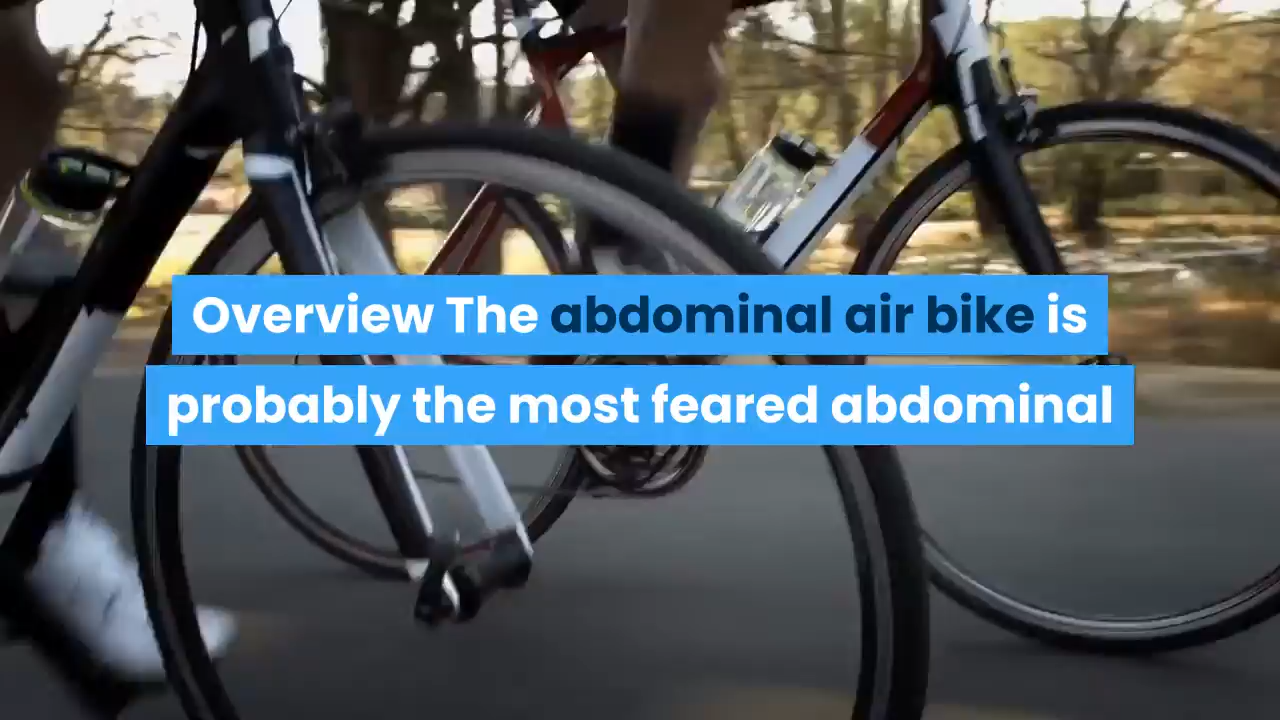 Overview The abdominal air bike is
probably the most feared abdominal